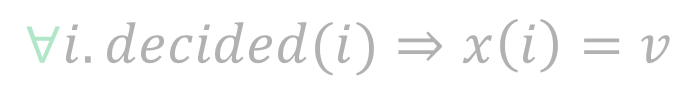 ∀i. decided(i) ⇒ x(i) = v